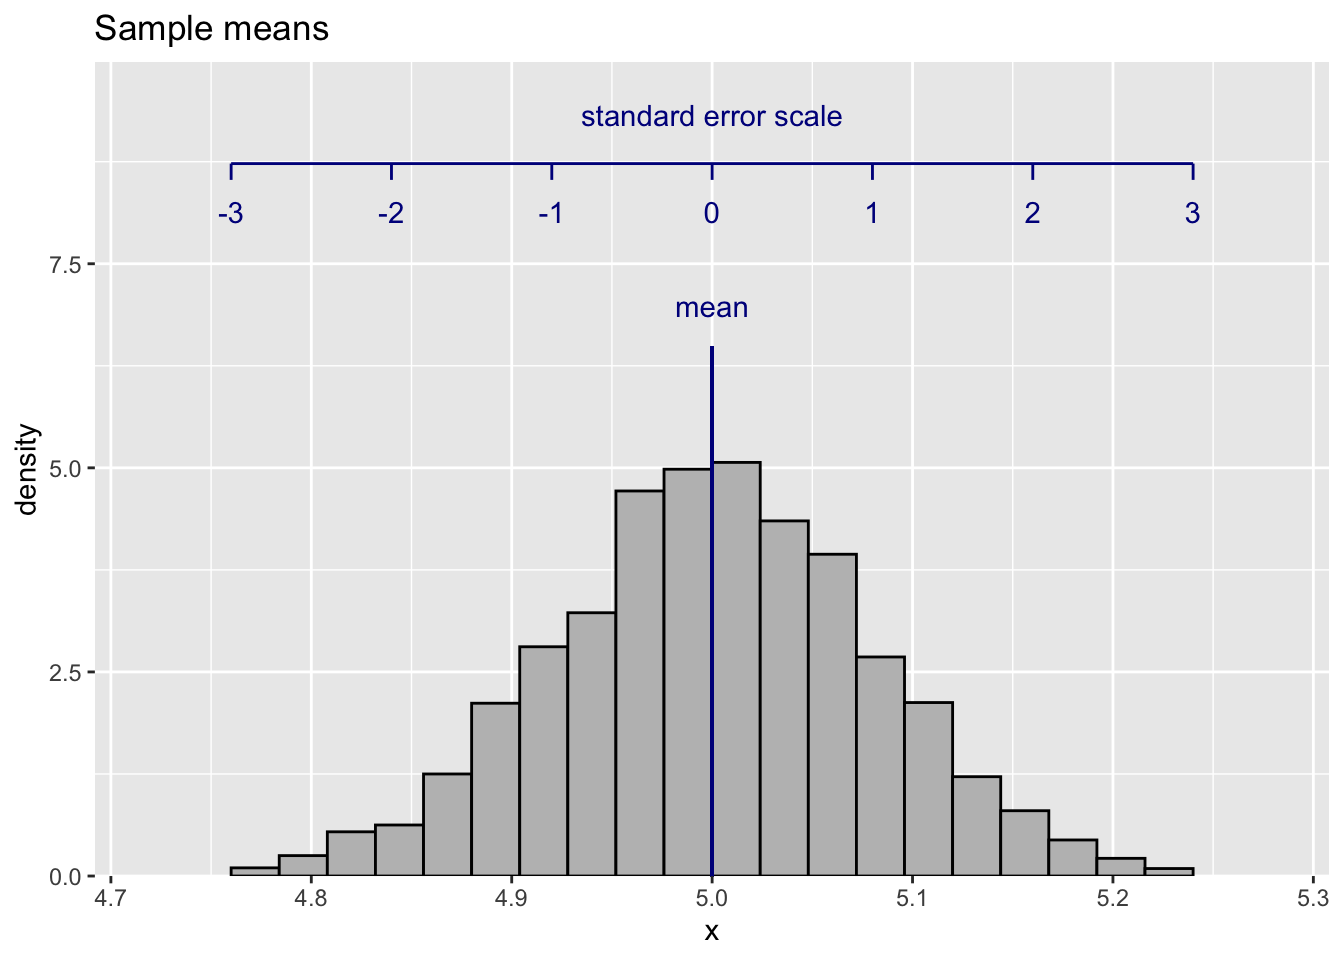 Sample means
standard error scale
-3 -2 -1 0 1 2 3
7.5
mean
density
5.0
2.5
0.0
4.7 4.8 4.9 5.0 5.1 5.2 5.3
x